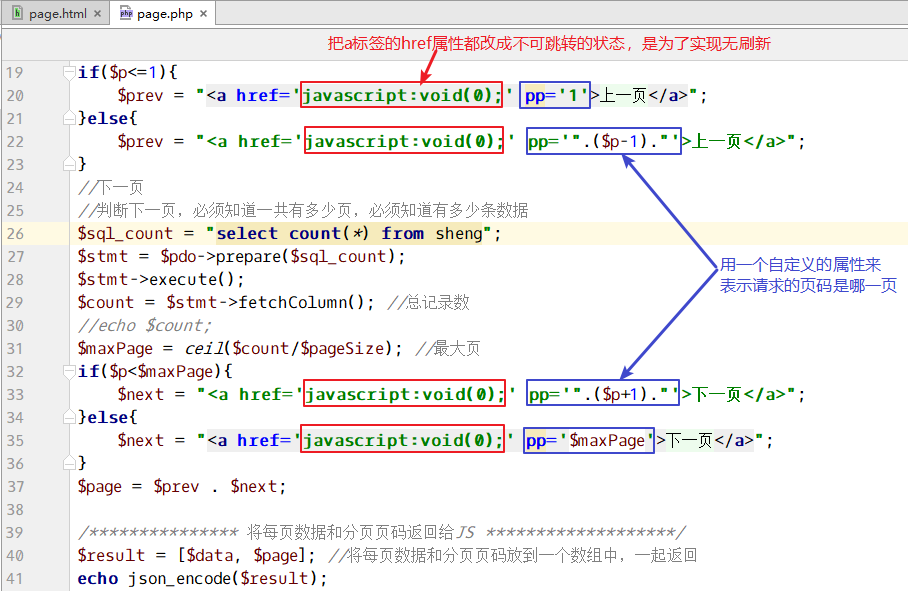 page.html
page.php
把a标签的href属性都改成不可跳转的状态，是为了实现无刷新
19 if($p<=1){
20 $prev = "<a href='javascript:void(0);' pp='1'>上一页</a>";
21 }else{
22 $prev = "<a href='javascript:void(0);' pp='".($p-1)."'>上一页</a>";
23 }
24 //下一页
25 //判断下一页，必须知道一共有多少页，必须知道有多少条数据
26 $sql_count = "select count(*) from sheng";
27 $stmt = $pdo->prepare($sql_count);
28 $stmt->execute();
29 $count = $stmt->fetchColumn(); //总记录数
30 //echo $count;
31 $maxPage = ceil($count/$pageSize); //最大页
32 if($p<$maxPage){
33 $next = "<a href='javascript:void(0);' pp='".($p+1)."'>下一页</a>";
34 }else{
35 $next = "<a href='javascript:void(0);' pp='$maxPage'>下一页</a>";
36 }
37 $page = $prev . $next;
38
39 /*************** 将每页数据和分页页码返回给JS *******************/
40 $result = [$data, $page]; //将每页数据和分页页码放到一个数组中，一起返回
41 echo json_encode($result);
用一个自定义的属性来
表示请求的页码是哪一页